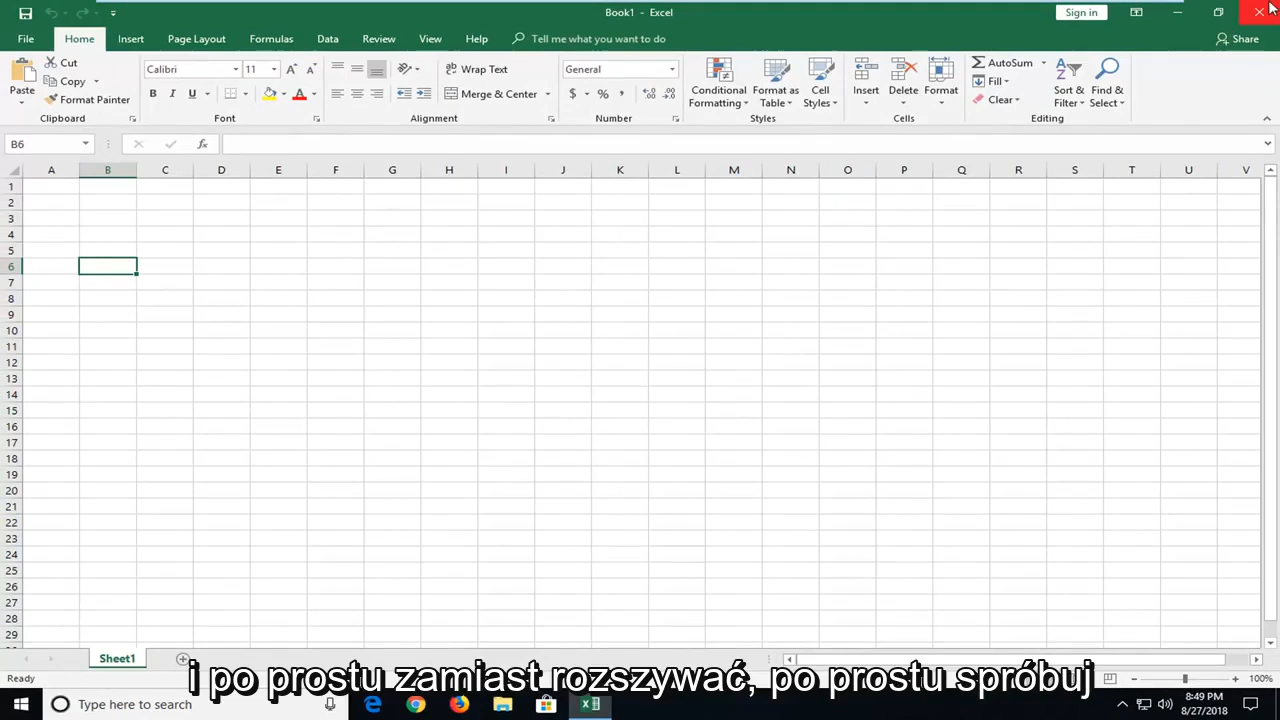 Book1 - Excel
Sign in
File Home Insert Page Layout Formulas Data Review View Help Tell me what you want to do Share
Paste Cut
Copy
Format Painter
Clipboard
Calibri 11
B I U A
Font
Wrap Text
Merge & Center
Alignment
General
$ % ,
Number
Conditional Formatting
Format as Table
Cell Styles
Styles
Insert Delete Format
Cells
AutoSum
Fill
Clear
Sort & Filter
Find & Select
Editing
B6 fx
A B C D E F G H I J K L M N O P Q R S T U V
1
2
3
4
5
6
7
8
9
10
11
12
13
14
15
16
17
18
19
20
21
22
23
24
25
26
27
28
29
Sheet1
i po prostu zamiast rozszywać, po prostu spróbuj
Ready 100%
Type here to search
8:49 PM
8/27/2018